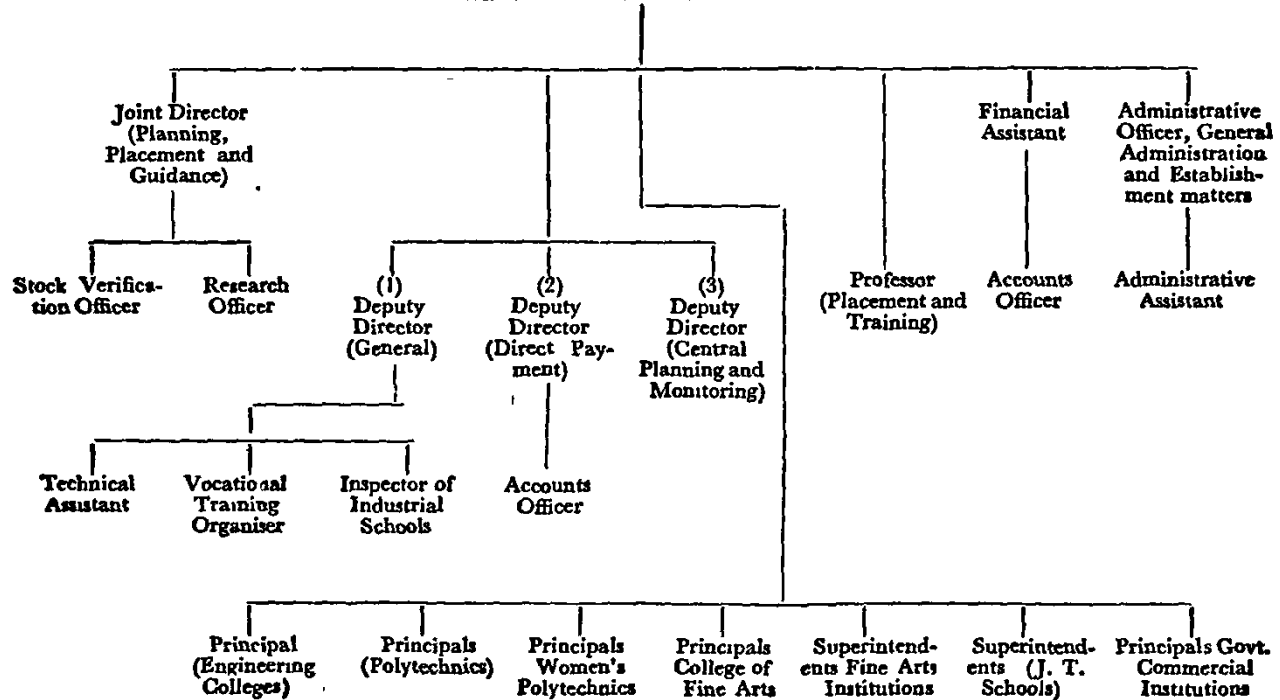 Joint Director
(Planning,
Placement and
Guidance)
Financial
Assistant
Administrative
Officer, General
Administration
and Establish-
ment matters
Stock Verifica-
tion Officer
Research
Officer
(1)
Deputy
Director
(General)
(2)
Deputy
Director
(Direct Pay-
ment)
(3)
Deputy
Director
(Central
Planning and
Monitoring)
Professor
(Placement and
Training)
Accounts
Officer
Administrative
Assistant
Technical
Assistant
Vocational
Training
Organiser
Inspector of
Industrial
Schools
Accounts
Officer
Principal
(Engineering
Colleges)
Principals
(Polytechnics)
Principals
Women's
Polytechnics
Principals
College of
Fine Arts
Superintend-
ents Fine Arts
Institutions
Superintend-
ents (J. T.
Schools)
Principals Govt.
Commercial
Institutions